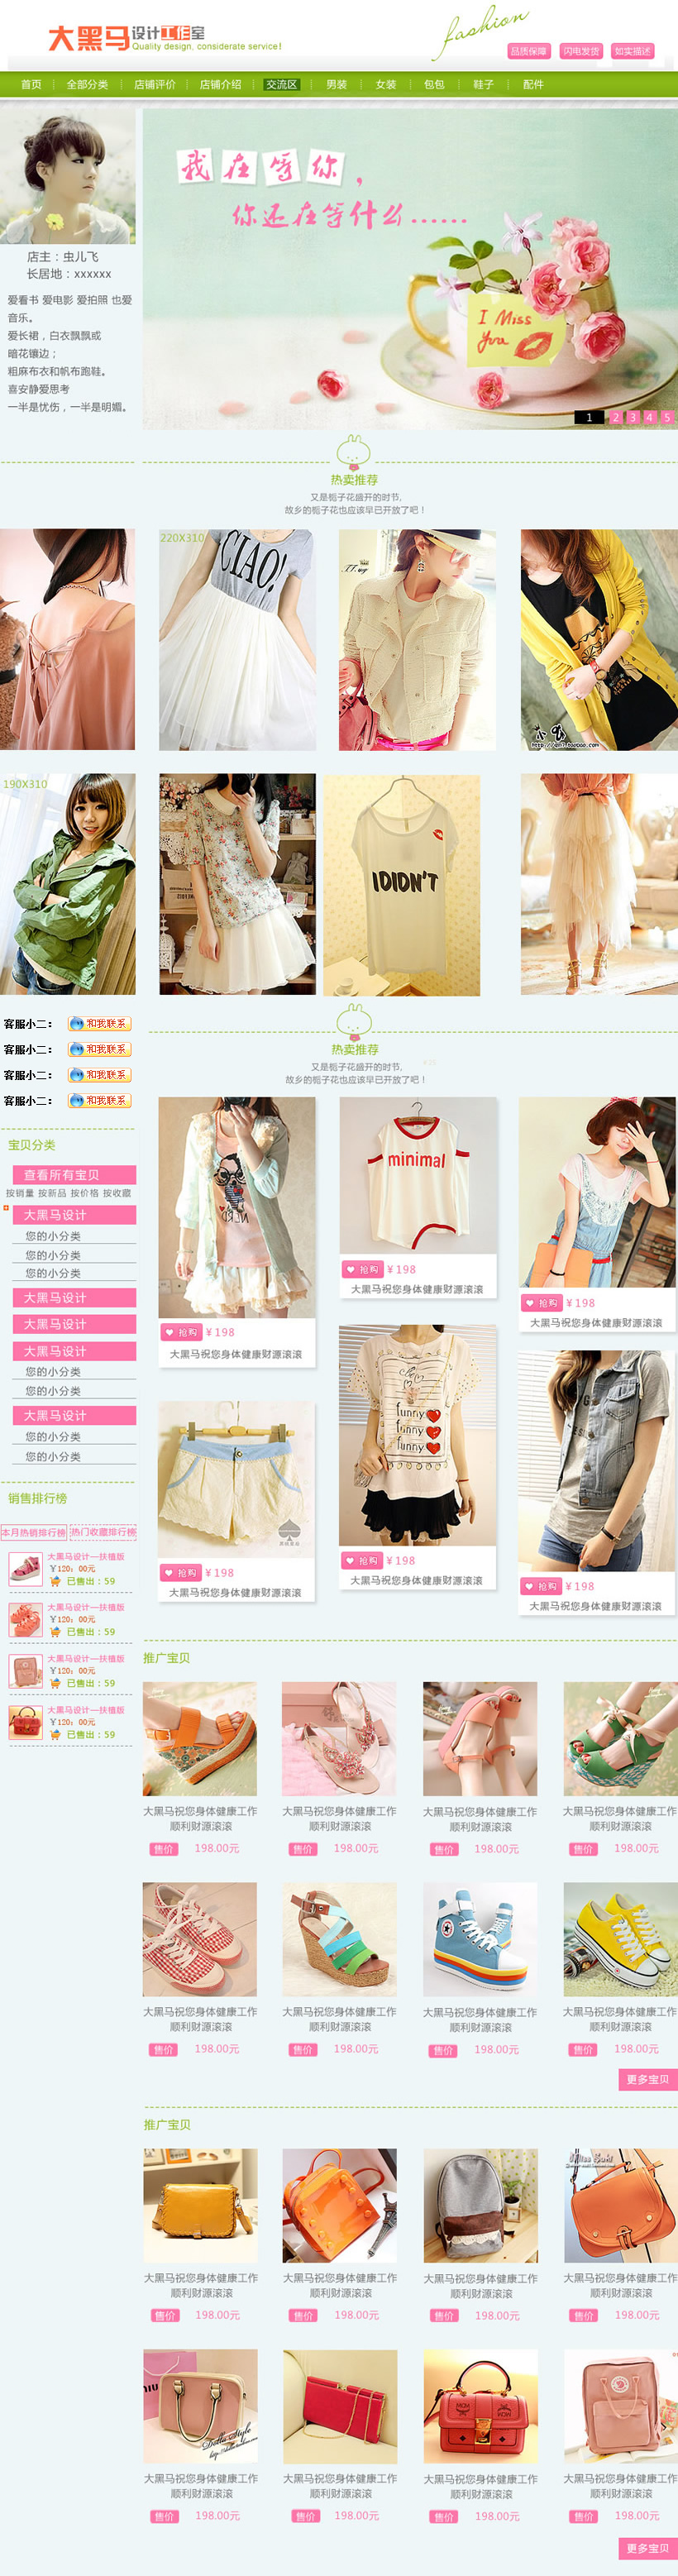 大黑马设计工作室
Quality design, considerate service!
fashion
品质保障 闪电发货 如实描述
首页 全部分类 店铺评价 店铺介绍 交流区 男装 女装 包包 鞋子 配件
我在等你，
你还在等什么......
I Miss
You
1 2 3 4 5
店主：虫儿飞
长居地：xxxxxx
爱看书 爱电影 爱拍照 也爱
音乐。
爱长裙，白衣飘飘或
暗花镶边；
粗麻布衣和帆布跑鞋。
喜安静爱思考
一半是忧伤，一半是明媚。
热卖推荐
又是栀子花盛开的时节,
故乡的栀子花也应该早已开放了吧！
220X310
CIAO!
190X310
IDIDN'T
客服小二： 和我联系
客服小二： 和我联系
客服小二： 和我联系
客服小二： 和我联系
热卖推荐
又是栀子花盛开的时节,
故乡的栀子花也应该早已开放了吧！
宝贝分类
查看所有宝贝
按销量 按新品 按价格 按收藏
大黑马设计
您的小分类
您的小分类
您的小分类
大黑马设计
大黑马设计
大黑马设计
您的小分类
您的小分类
大黑马设计
您的小分类
您的小分类
销售排行榜
本月热销排行榜 热门收藏排行榜
大黑马设计—扶植版
￥120：00元
已售出：59
大黑马设计—扶植版
￥120：00元
已售出：59
大黑马设计—扶植版
￥120：00元
已售出：59
大黑马设计—扶植版
￥120：00元
已售出：59
抢购 ￥198
大黑马祝您身体健康财源滚滚
minimal
抢购 ￥198
大黑马祝您身体健康财源滚滚
抢购 ￥198
大黑马祝您身体健康财源滚滚
抢购 ￥198
大黑马祝您身体健康财源滚滚
funny
funny
funny
抢购 ￥198
大黑马祝您身体健康财源滚滚
抢购 ￥198
大黑马祝您身体健康财源滚滚
推广宝贝
大黑马祝您身体健康工作 大黑马祝您身体健康工作 大黑马祝您身体健康工作 大黑马祝您身体健康工作
顺利财源滚滚 顺利财源滚滚 顺利财源滚滚 顺利财源滚滚
售价 198.00元 售价 198.00元 售价 198.00元 售价 198.00元
大黑马祝您身体健康工作 大黑马祝您身体健康工作 大黑马祝您身体健康工作 大黑马祝您身体健康工作
顺利财源滚滚 顺利财源滚滚 顺利财源滚滚 顺利财源滚滚
售价 198.00元 售价 198.00元 售价 198.00元 售价 198.00元
更多宝贝
推广宝贝
大黑马祝您身体健康工作 大黑马祝您身体健康工作 大黑马祝您身体健康工作 大黑马祝您身体健康工作
顺利财源滚滚 顺利财源滚滚 顺利财源滚滚 顺利财源滚滚
售价 198.00元 售价 198.00元 售价 198.00元 售价 198.00元
大黑马祝您身体健康工作 大黑马祝您身体健康工作 大黑马祝您身体健康工作 大黑马祝您身体健康工作
顺利财源滚滚 顺利财源滚滚 顺利财源滚滚 顺利财源滚滚
售价 198.00元 售价 198.00元 售价 198.00元 售价 198.00元
更多宝贝